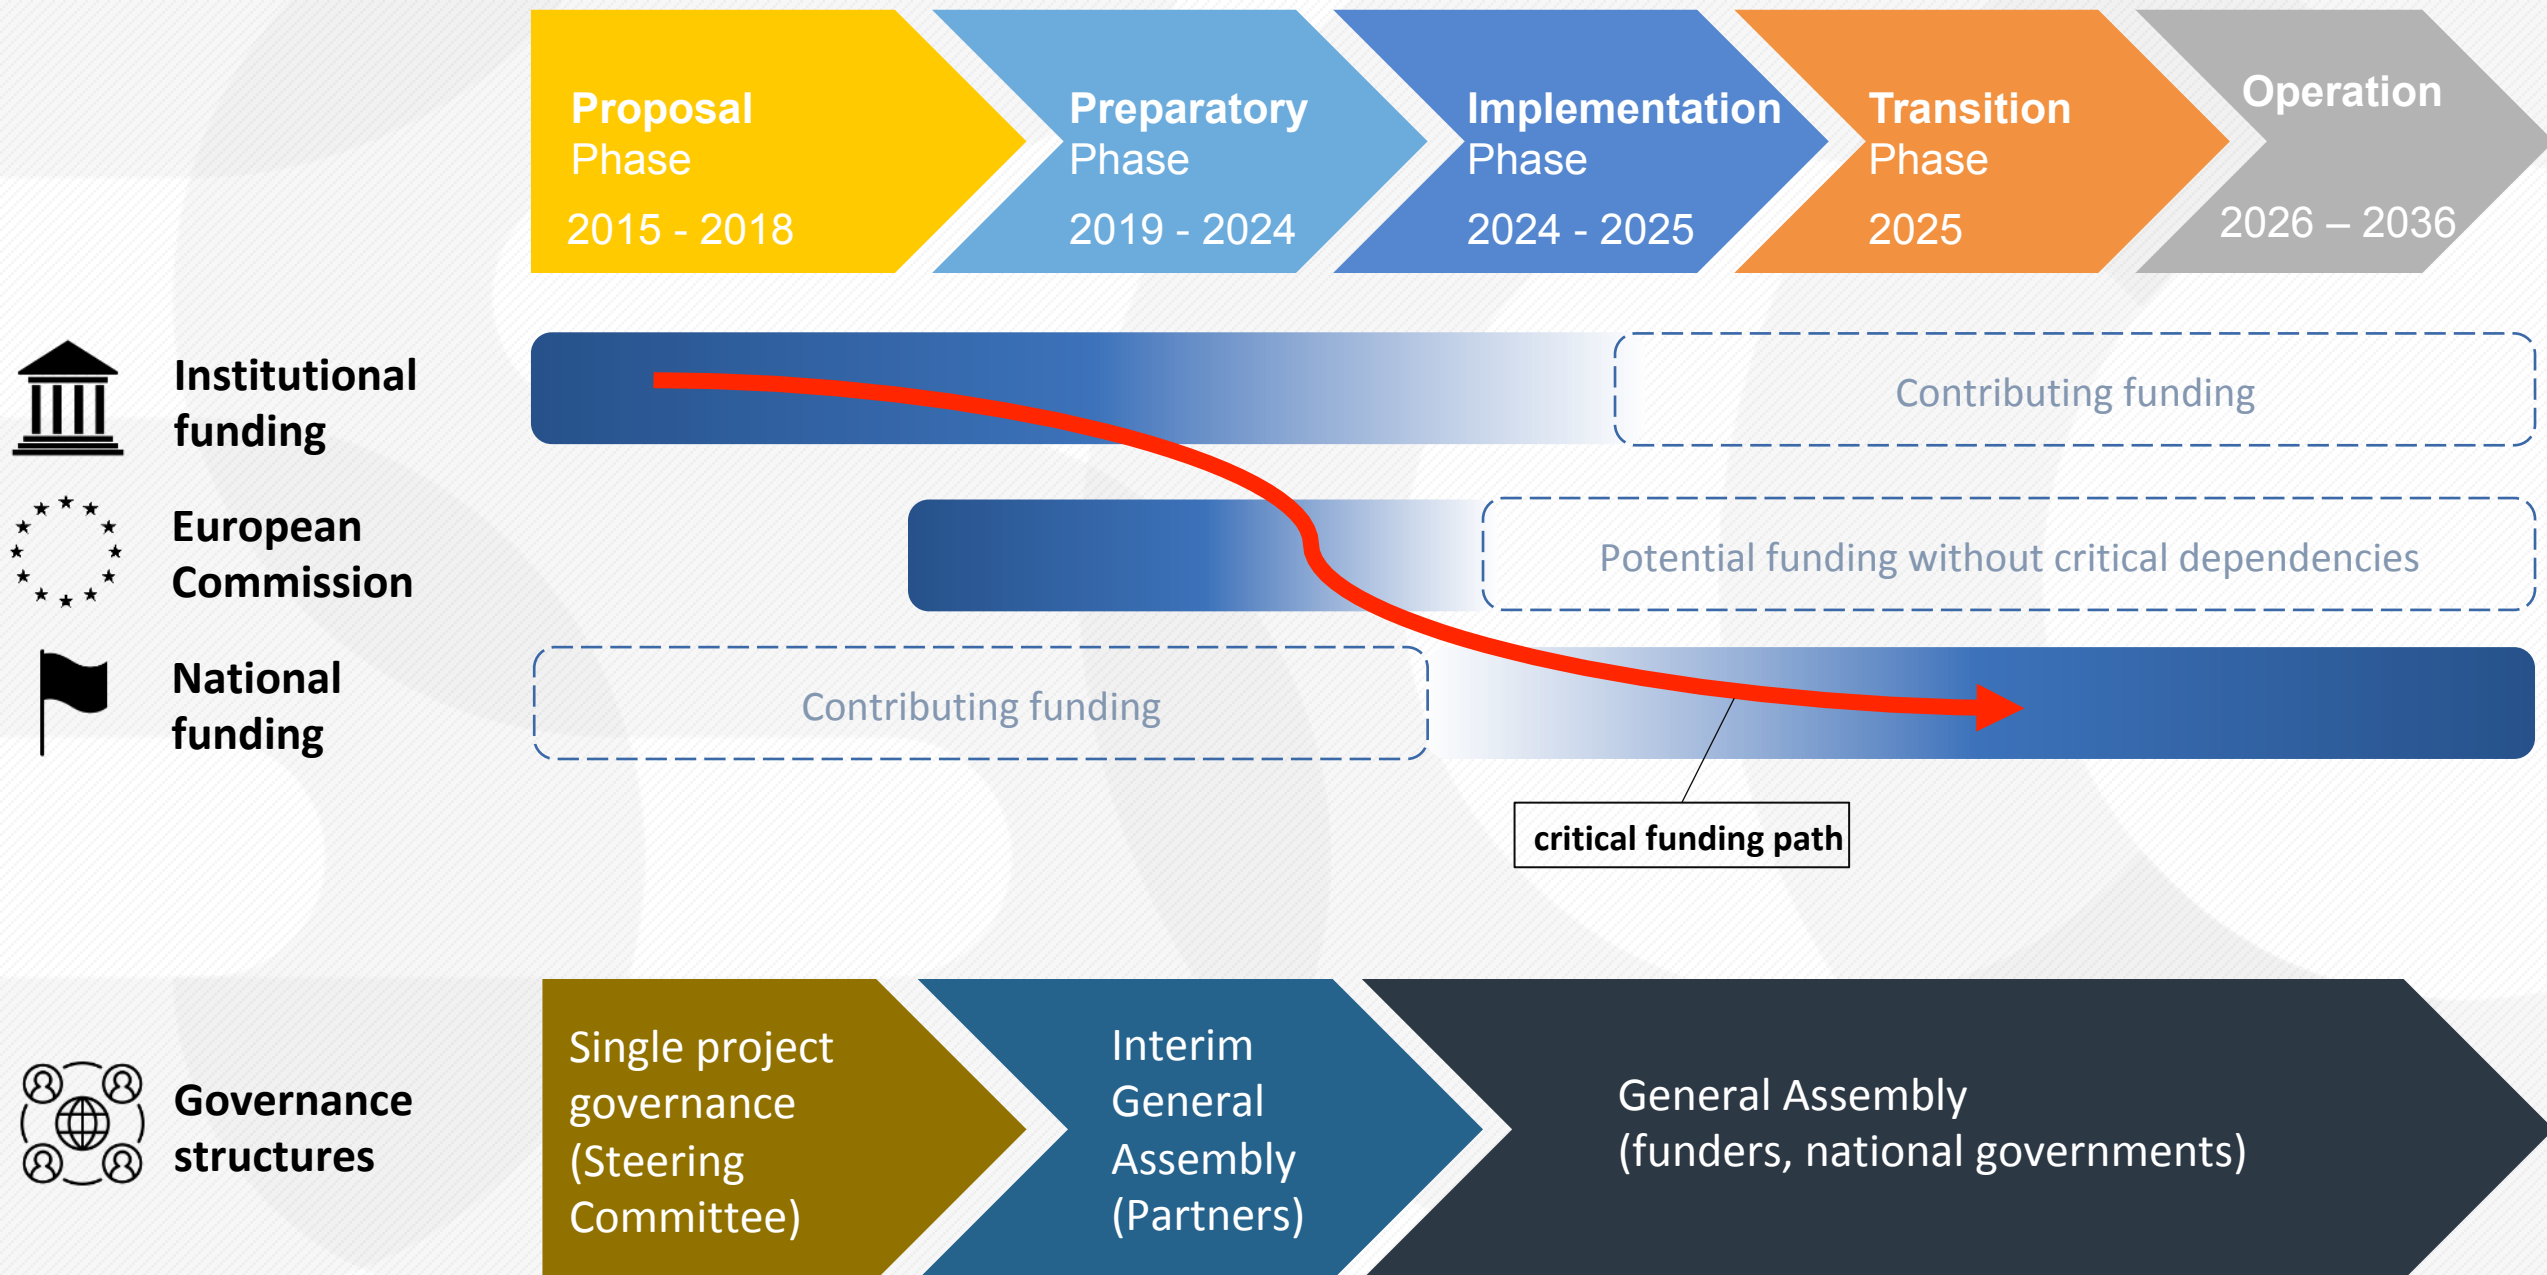 Proposal
Phase
2015 - 2018
Preparatory
Phase
2019 - 2024
Implementation
Phase
2024 - 2025
Transition
Phase
2025
Operation
2026 – 2036
Institutional
funding
Contributing funding
European
Commission
Potential funding without critical dependencies
National
funding
Contributing funding
critical funding path
Governance
structures
Single project
governance
(Steering
Committee)
Interim
General
Assembly
(Partners)
General Assembly
(funders, national governments)